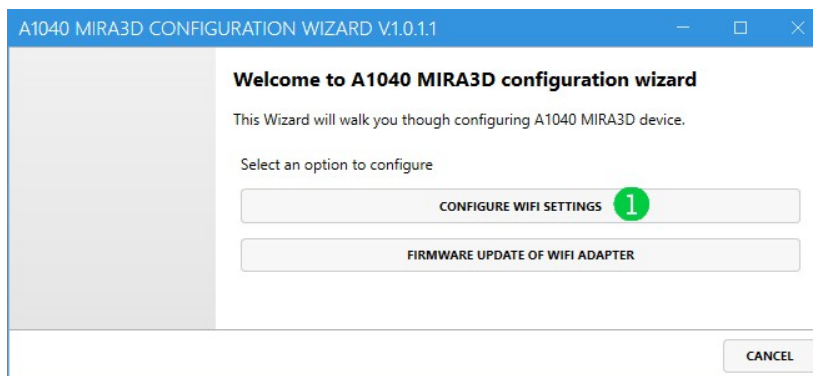 A1040 MIRA3D CONFIGURATION WIZARD V.1.0.1.1
Welcome to A1040 MIRA3D configuration wizard
This Wizard will walk you though configuring A1040 MIRA3D device.
Select an option to configure
CONFIGURE WIFI SETTINGS 1
FIRMWARE UPDATE OF WIFI ADAPTER
CANCEL